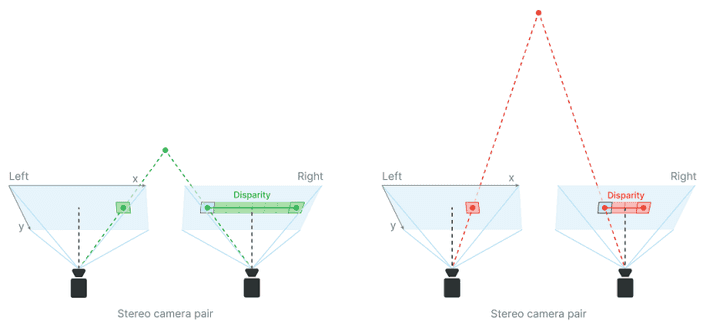 Left
x
Right
Disparity
y
Stereo camera pair
Left
x
Right
Disparity
y
Stereo camera pair